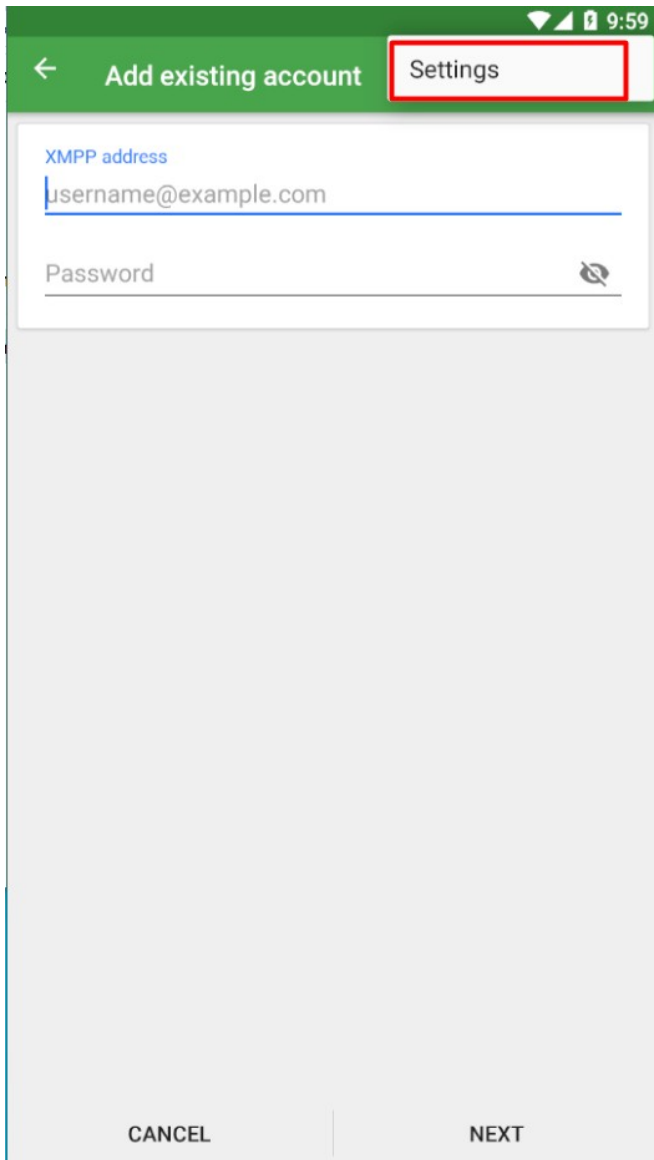 9:59
Add existing account
Settings
XMPP address
username@example.com
Password
CANCEL
NEXT